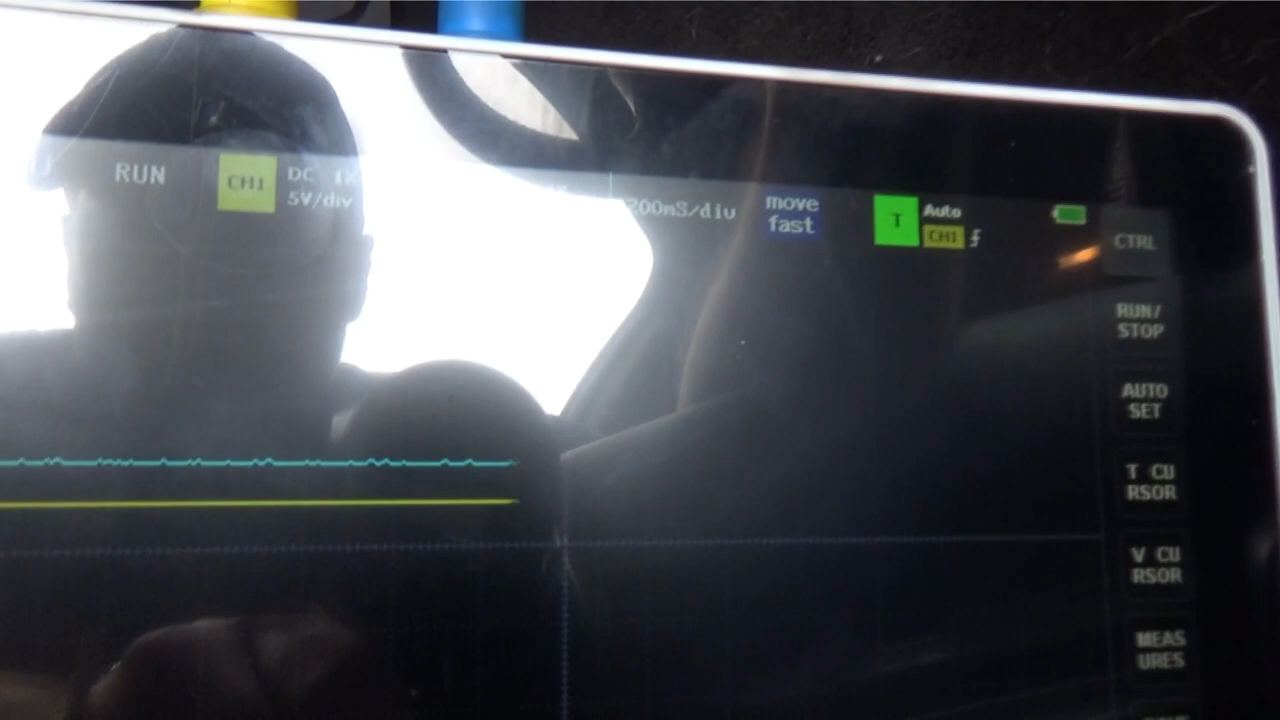 RUN
CH1
DC 1X
5V/div
200mS/div
move
fast
T
Auto
CH1
CTRL
RUN/
STOP
AUTO
SET
T CU
RSOR
V CU
RSOR
MEAS
URES